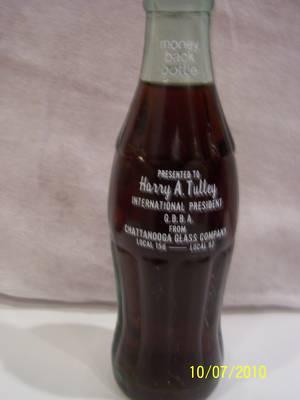 money
back
bottle
PRESENTED TO
Harry A. Tulley
INTERNATIONAL PRESIDENT
G.B.B.A.
FROM
CHATTANOOGA GLASS COMPANY
LOCAL 156 —— LOCAL 62
10/07/2010